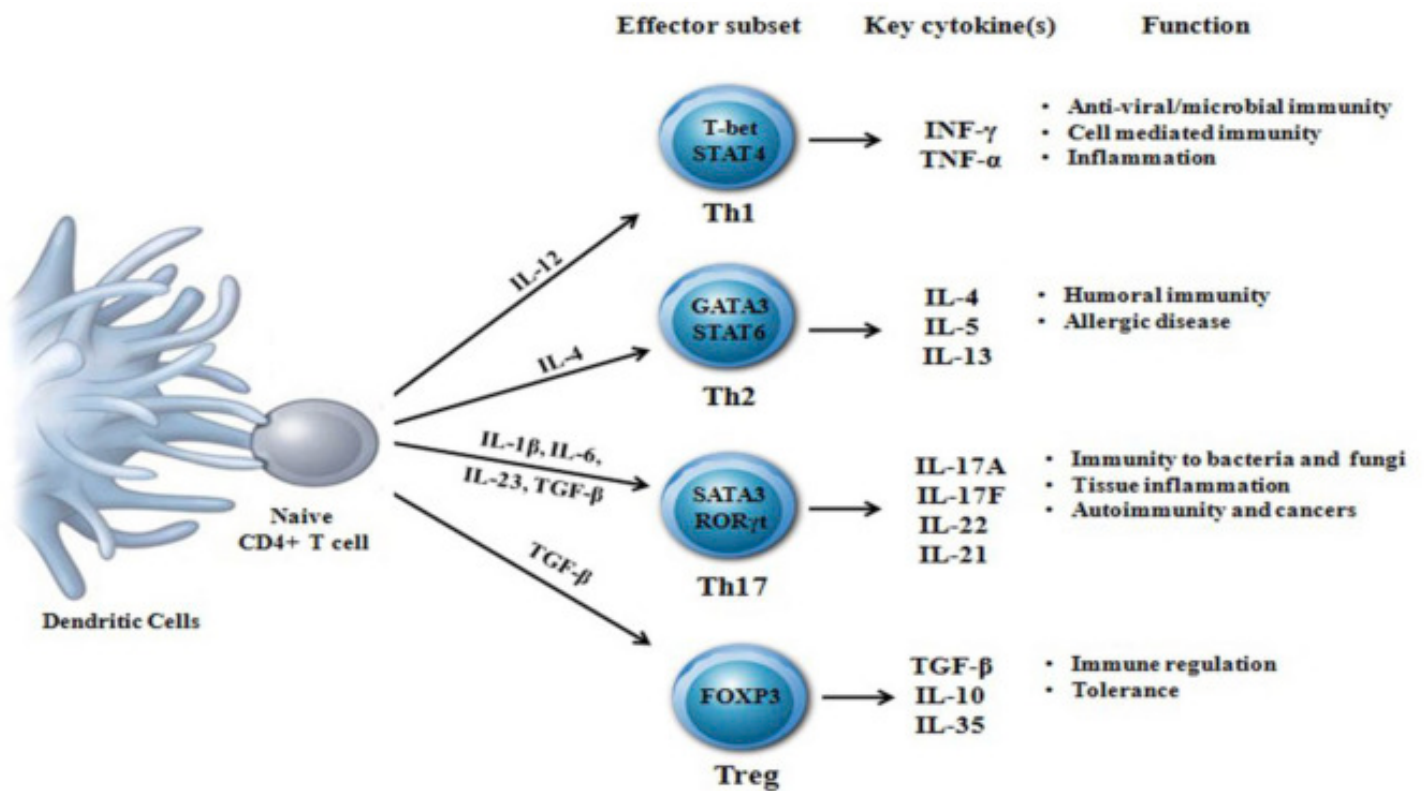 Effector subset Key cytokine(s) Function
T-bet
STAT4
Th1
INF-γ
TNF-α
• Anti-viral/microbial immunity
• Cell mediated immunity
• Inflammation
IL-12
GATA3
STAT6
Th2
IL-4
IL-5
IL-13
• Humoral immunity
• Allergic disease
IL-4
IL-1β, IL-6,
IL-23, TGF-β
SATA3
RORγt
Th17
IL-17A
IL-17F
IL-22
IL-21
• Immunity to bacteria and fungi
• Tissue inflammation
• Autoimmunity and cancers
Naive
CD4+ T cell
Dendritic Cells
TGF-β
FOXP3
Treg
TGF-β
IL-10
IL-35
• Immune regulation
• Tolerance